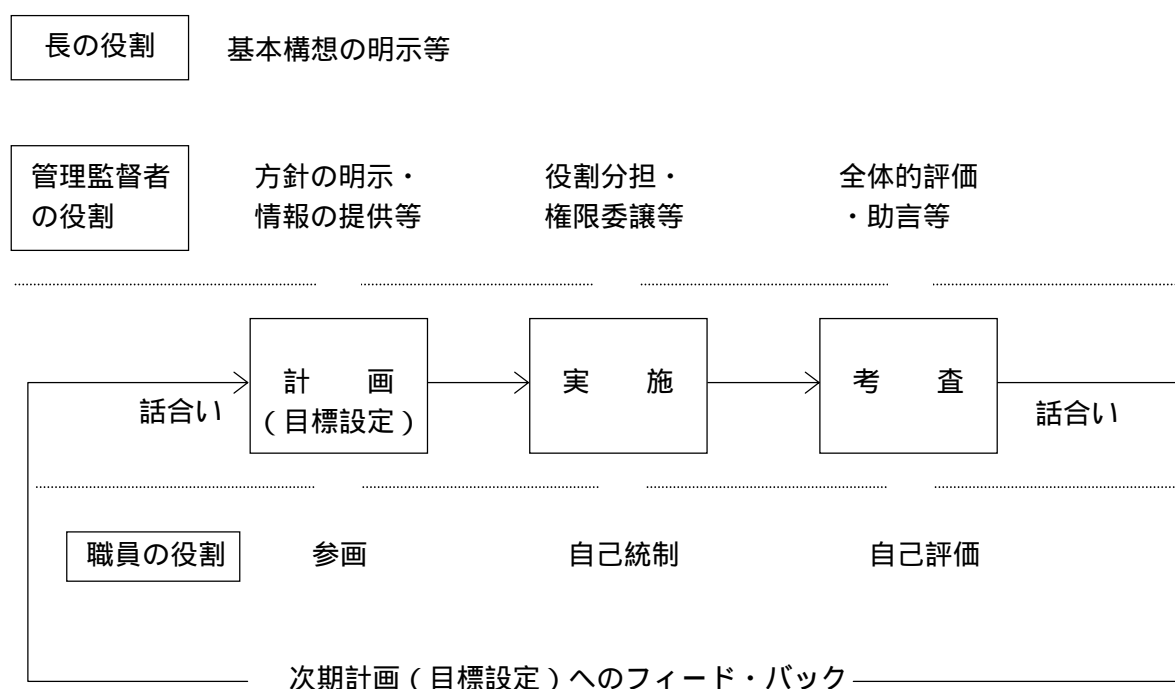 長の役割 基本構想の明示等
管理監督者 方針の明示・ 役割分担・ 全体的評価
の役割 情報の提供等 権限委譲等 ・助言等
計 画 実 施 考 査
話合い (目標設定) 話合い
職員の役割 参画 自己統制 自己評価
次期計画(目標設定)へのフィード・バック